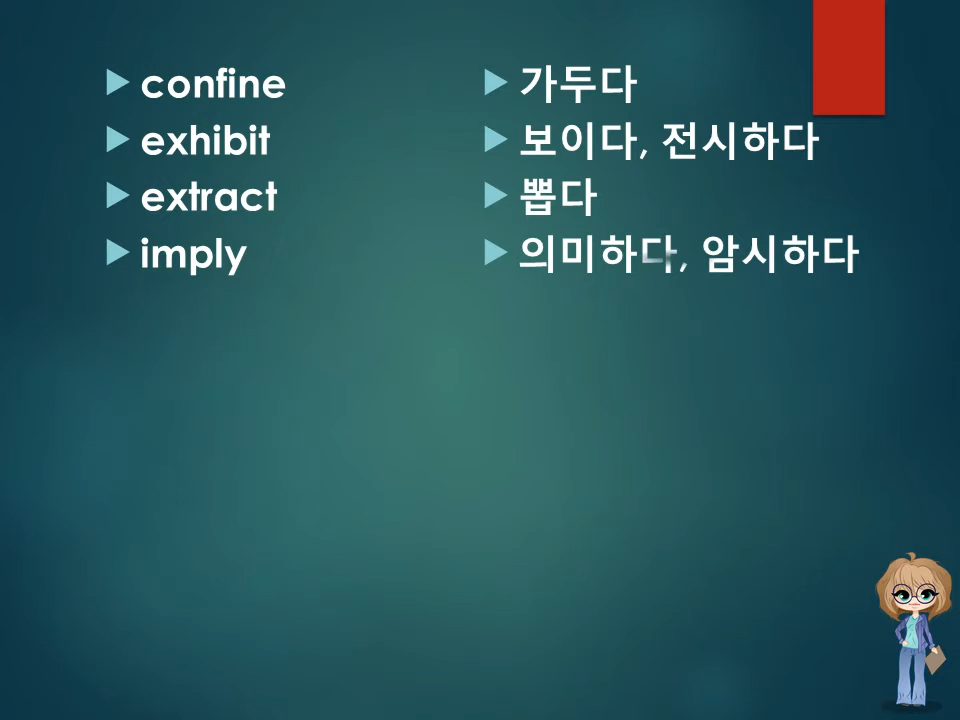 confine
exhibit
extract
imply
가두다
보이다, 전시하다
뽑다
의미하다, 암시하다